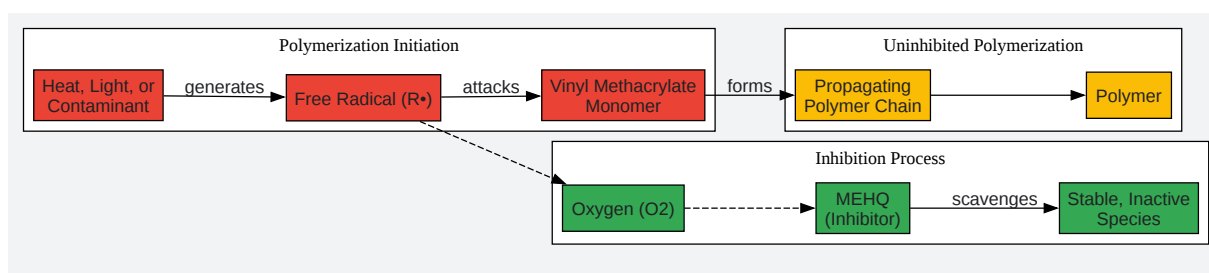 Polymerization Initiation
Heat, Light, or
Contaminant
generates
Free Radical (R•)
attacks
Vinyl Methacrylate
Monomer
forms
Uninhibited Polymerization
Propagating
Polymer Chain
Polymer
Inhibition Process
Oxygen (O2)
MEHQ
(Inhibitor)
scavenges
Stable, Inactive
Species